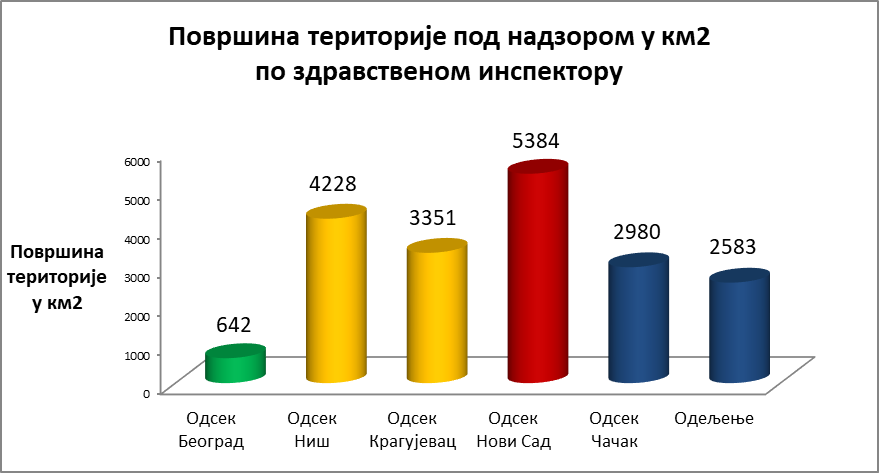 Површина територије под надзором у км2
по здравственом инспектору
Површина
територије
у км2
6000
5000
4000
3000
2000
1000
0
642
4228
3351
5384
2980
2583
Одсек
Београд
Одсек
Ниш
Одсек
Крагујевац
Одсек
Нови Сад
Одсек
Чачак
Одељење